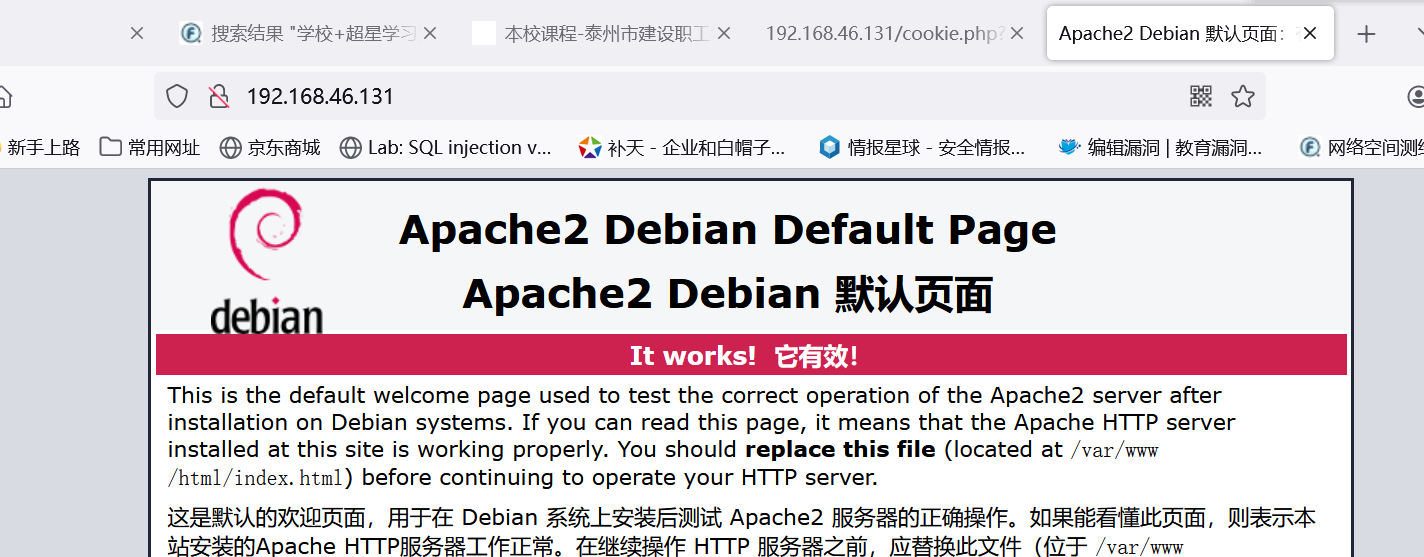 搜索结果 "学校+超星学习
本校课程-泰州市建设职工
192.168.46.131/cookie.php?
Apache2 Debian 默认页面:
192.168.46.131
新手上路
常用网址
京东商城
Lab: SQL injection v...
补天 - 企业和白帽子...
情报星球 - 安全情报...
编辑漏洞 | 教育漏洞...
网络空间测绘
debian
Apache2 Debian Default Page
Apache2 Debian 默认页面
It works! 它有效!
This is the default welcome page used to test the correct operation of the Apache2 server after
installation on Debian systems. If you can read this page, it means that the Apache HTTP server
installed at this site is working properly. You should replace this file (located at /var/www
/html/index.html) before continuing to operate your HTTP server.
这是默认的欢迎页面，用于在 Debian 系统上安装后测试 Apache2 服务器的正确操作。如果能看懂此页面，则表示本
站安装的Apache HTTP服务器工作正常。在继续操作 HTTP 服务器之前，应替换此文件（位于 /var/www